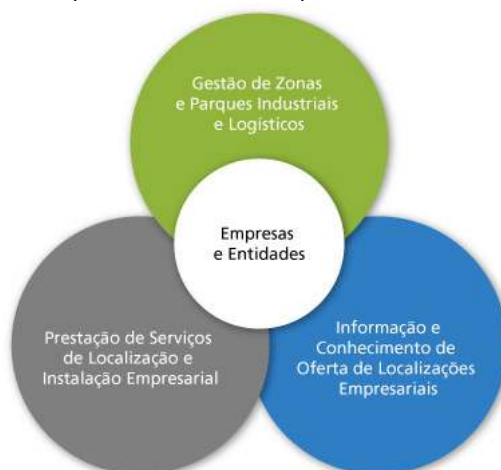 Gestão de Zonas
e Parques Industriais
e Logísticos
Empresas
e Entidades
Prestação de Serviços
de Localização e
Instalação Empresarial
Informação e
Conhecimento de
Oferta de Localizações
Empresariais